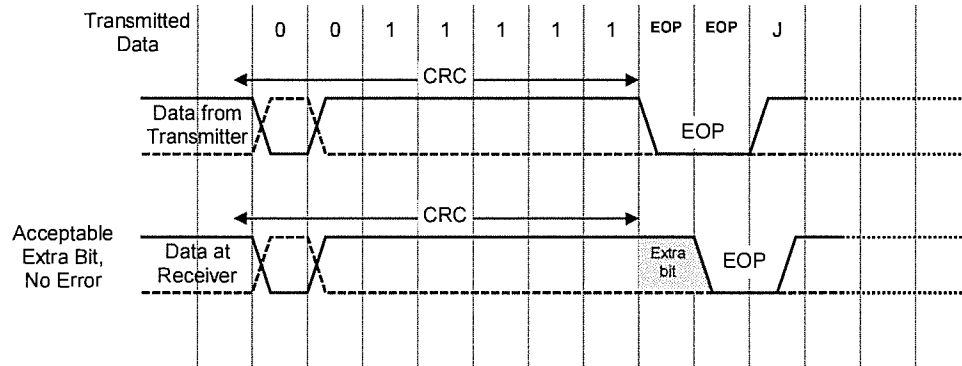 Transmitted
Data
0 0 1 1 1 1 1 EOP EOP J
CRC
Data from
Transmitter
EOP
CRC
Acceptable
Extra Bit,
No Error
Data at
Receiver
Extra
bit
EOP